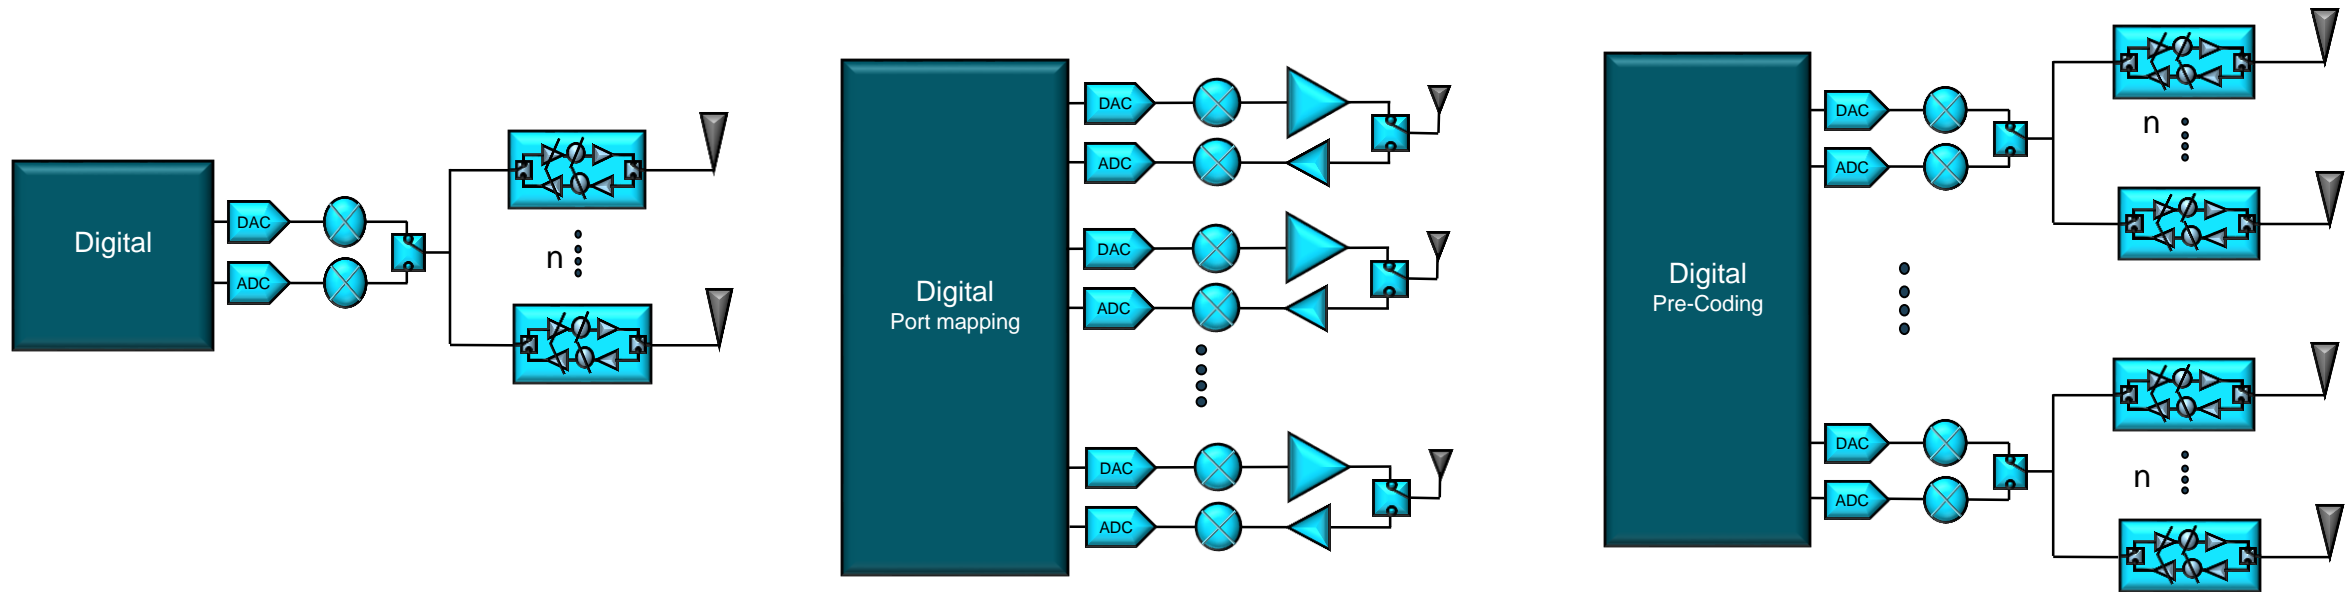 Digital
DAC
ADC
n
Digital
Port mapping
DAC
ADC
DAC
ADC
DAC
ADC
Digital
Pre-Coding
DAC
ADC
n
DAC
ADC
n